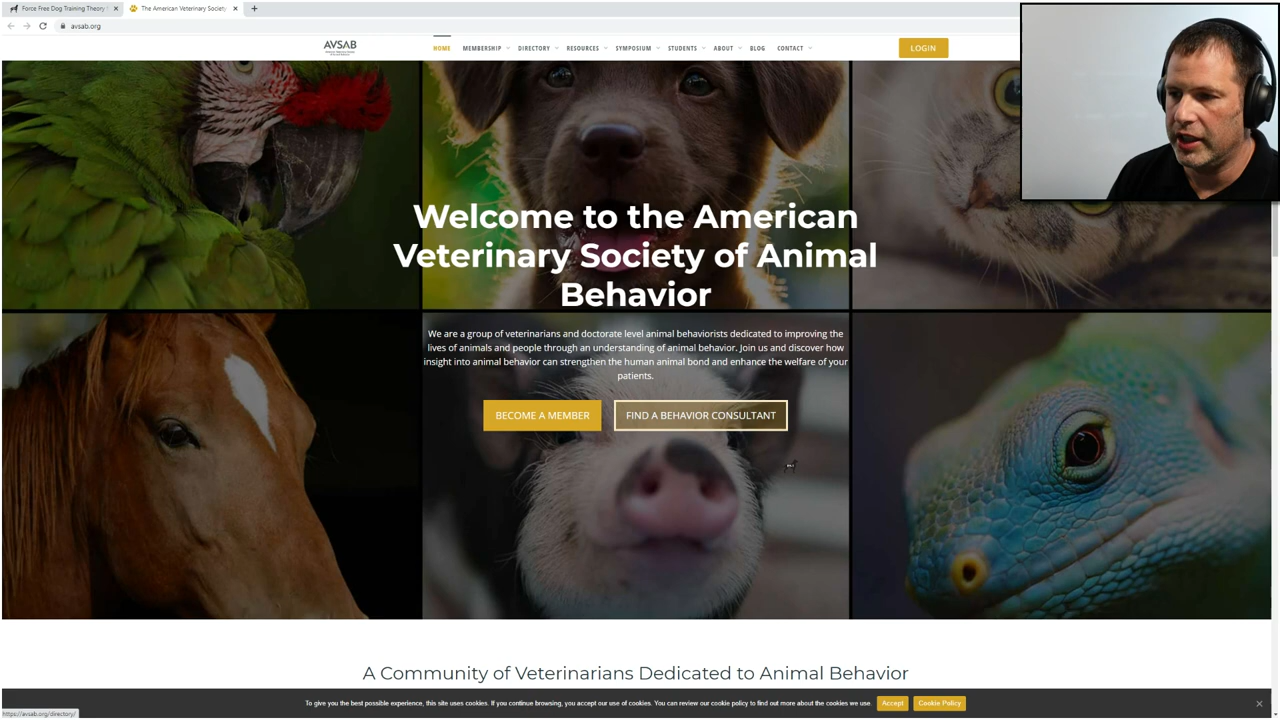 Force Free Dog Training Theory
The American Veterinary Society
avsab.org
AVSAB
HOME MEMBERSHIP DIRECTORY RESOURCES SYMPOSIUM STUDENTS ABOUT BLOG CONTACT
LOGIN
Welcome to the American
Veterinary Society of Animal
Behavior
We are a group of veterinarians and doctorate level animal behaviorists dedicated to improving the
lives of animals and people through an understanding of animal behavior. Join us and discover how
insight into animal behavior can strengthen the human animal bond and enhance the welfare of your
patients.
BECOME A MEMBER
FIND A BEHAVIOR CONSULTANT
A Community of Veterinarians Dedicated to Animal Behavior
To give you the best possible experience, this site uses cookies. If you continue browsing, you accept our use of cookies. You can review our cookie policy to find out more about the cookies we use.
Accept
Cookie Policy
https://avsab.org/directory/